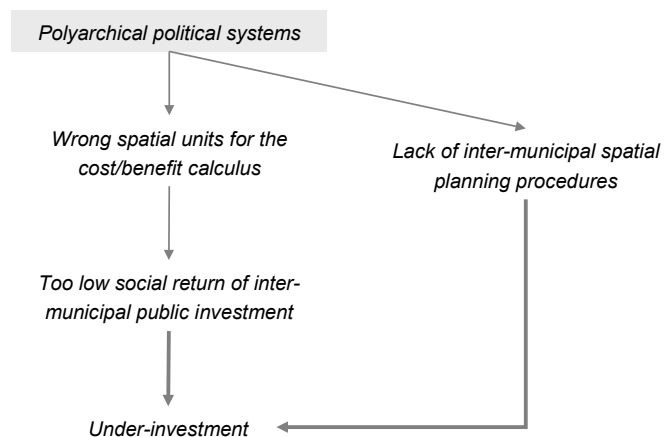 Polyarchical political systems
Wrong spatial units for the
cost/benefit calculus
Lack of inter-municipal spatial
planning procedures
Too low social return of inter-
municipal public investment
Under-investment